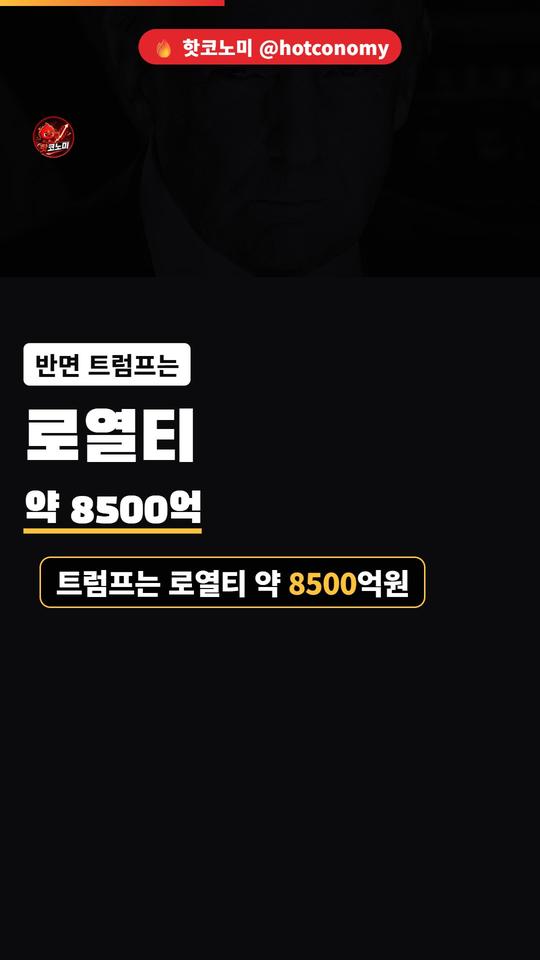 🔥 핫코노미 @hotconomy
핫코노미
반면 트럼프는
로열티
약 8500억
트럼프는 로열티 약 8500억원